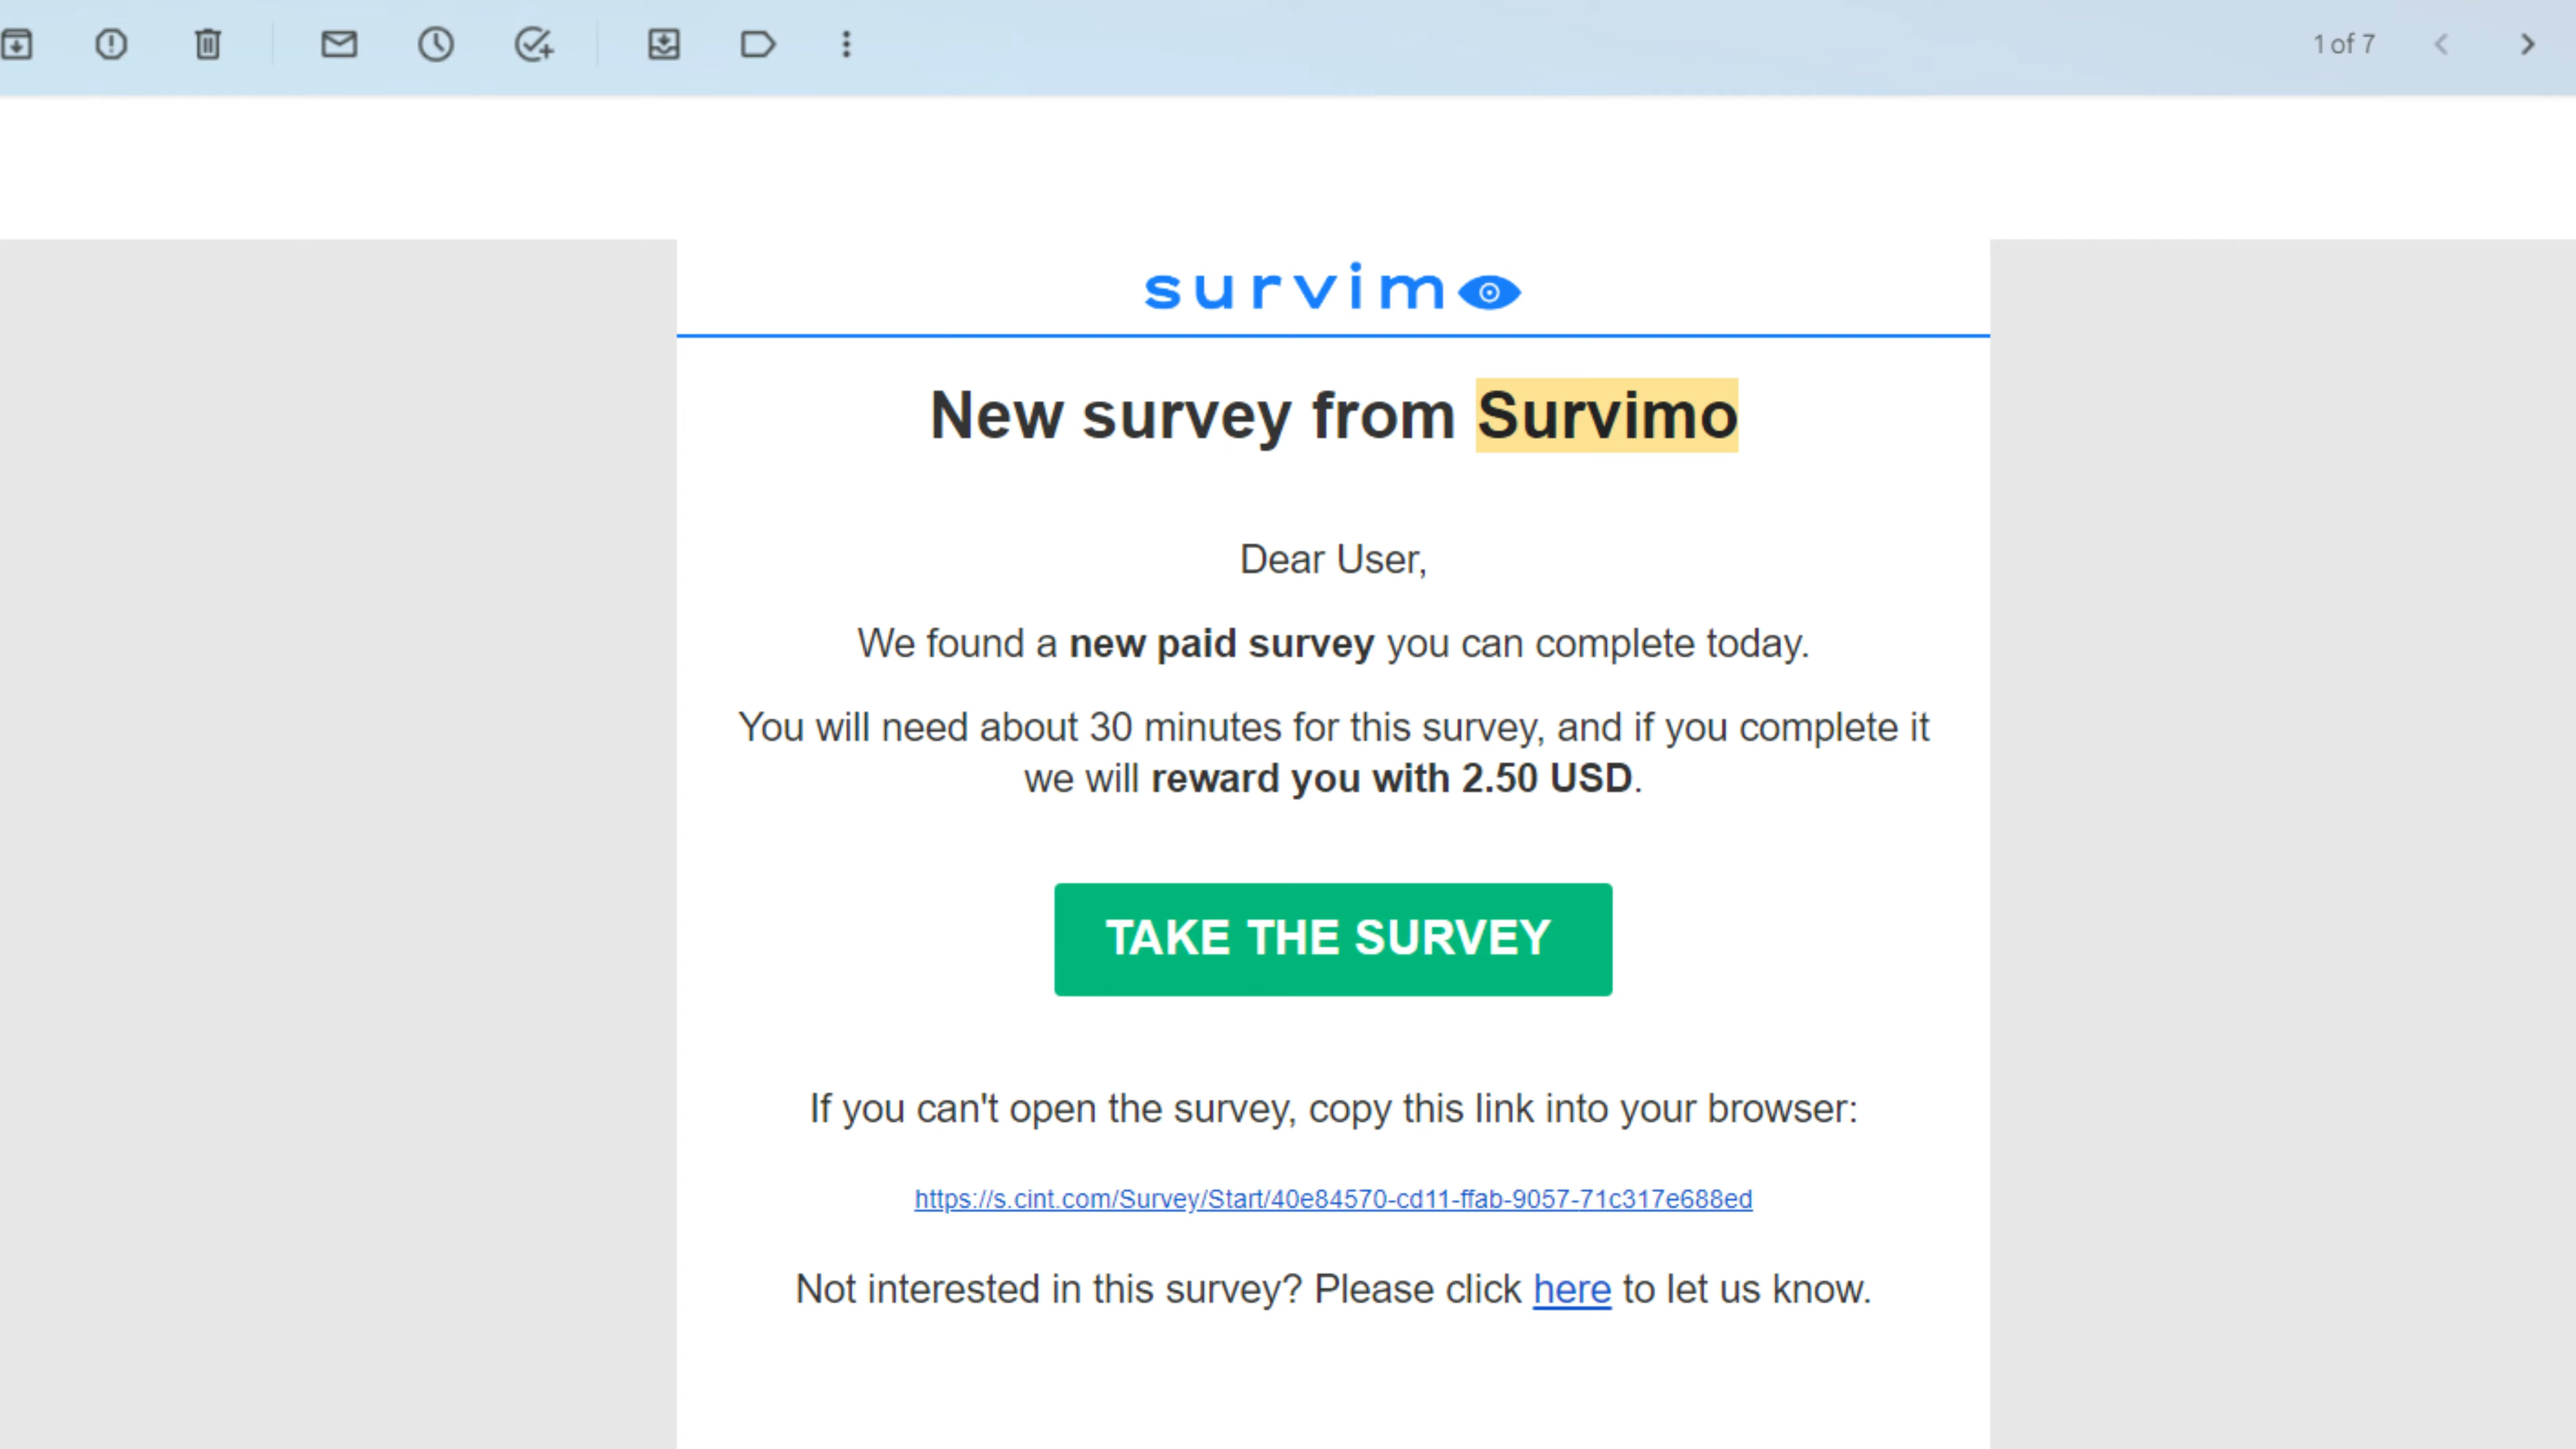 1 of 7
survimo
New survey from Survimo
Dear User,
We found a new paid survey you can complete today.
You will need about 30 minutes for this survey, and if you complete it
we will reward you with 2.50 USD.
TAKE THE SURVEY
If you can't open the survey, copy this link into your browser:
https://s.cint.com/Survey/Start/40e84570-cd11-ffab-9057-71c317e688ed
Not interested in this survey? Please click here to let us know.